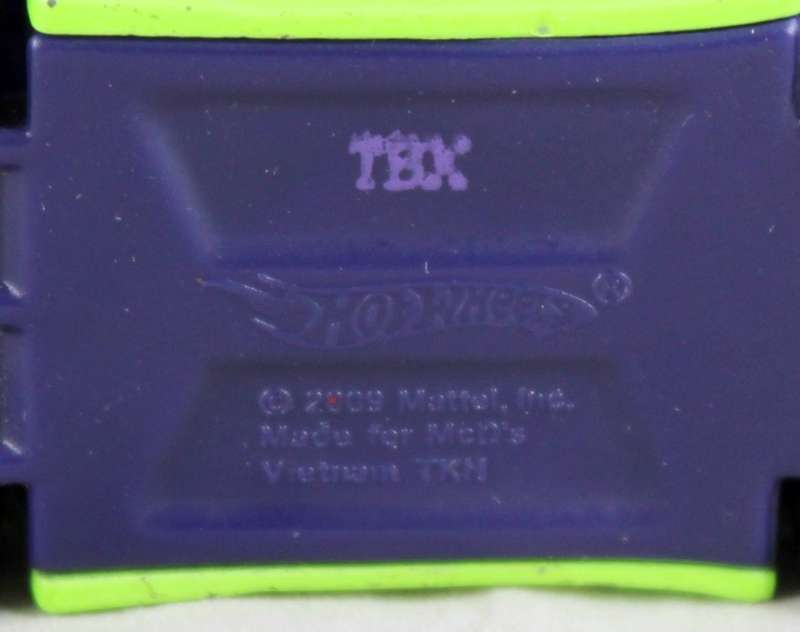 TBX
HOT WHEELS ®
© 2009 Mattel, Inc.
Made for McD's
Vietnam TKN